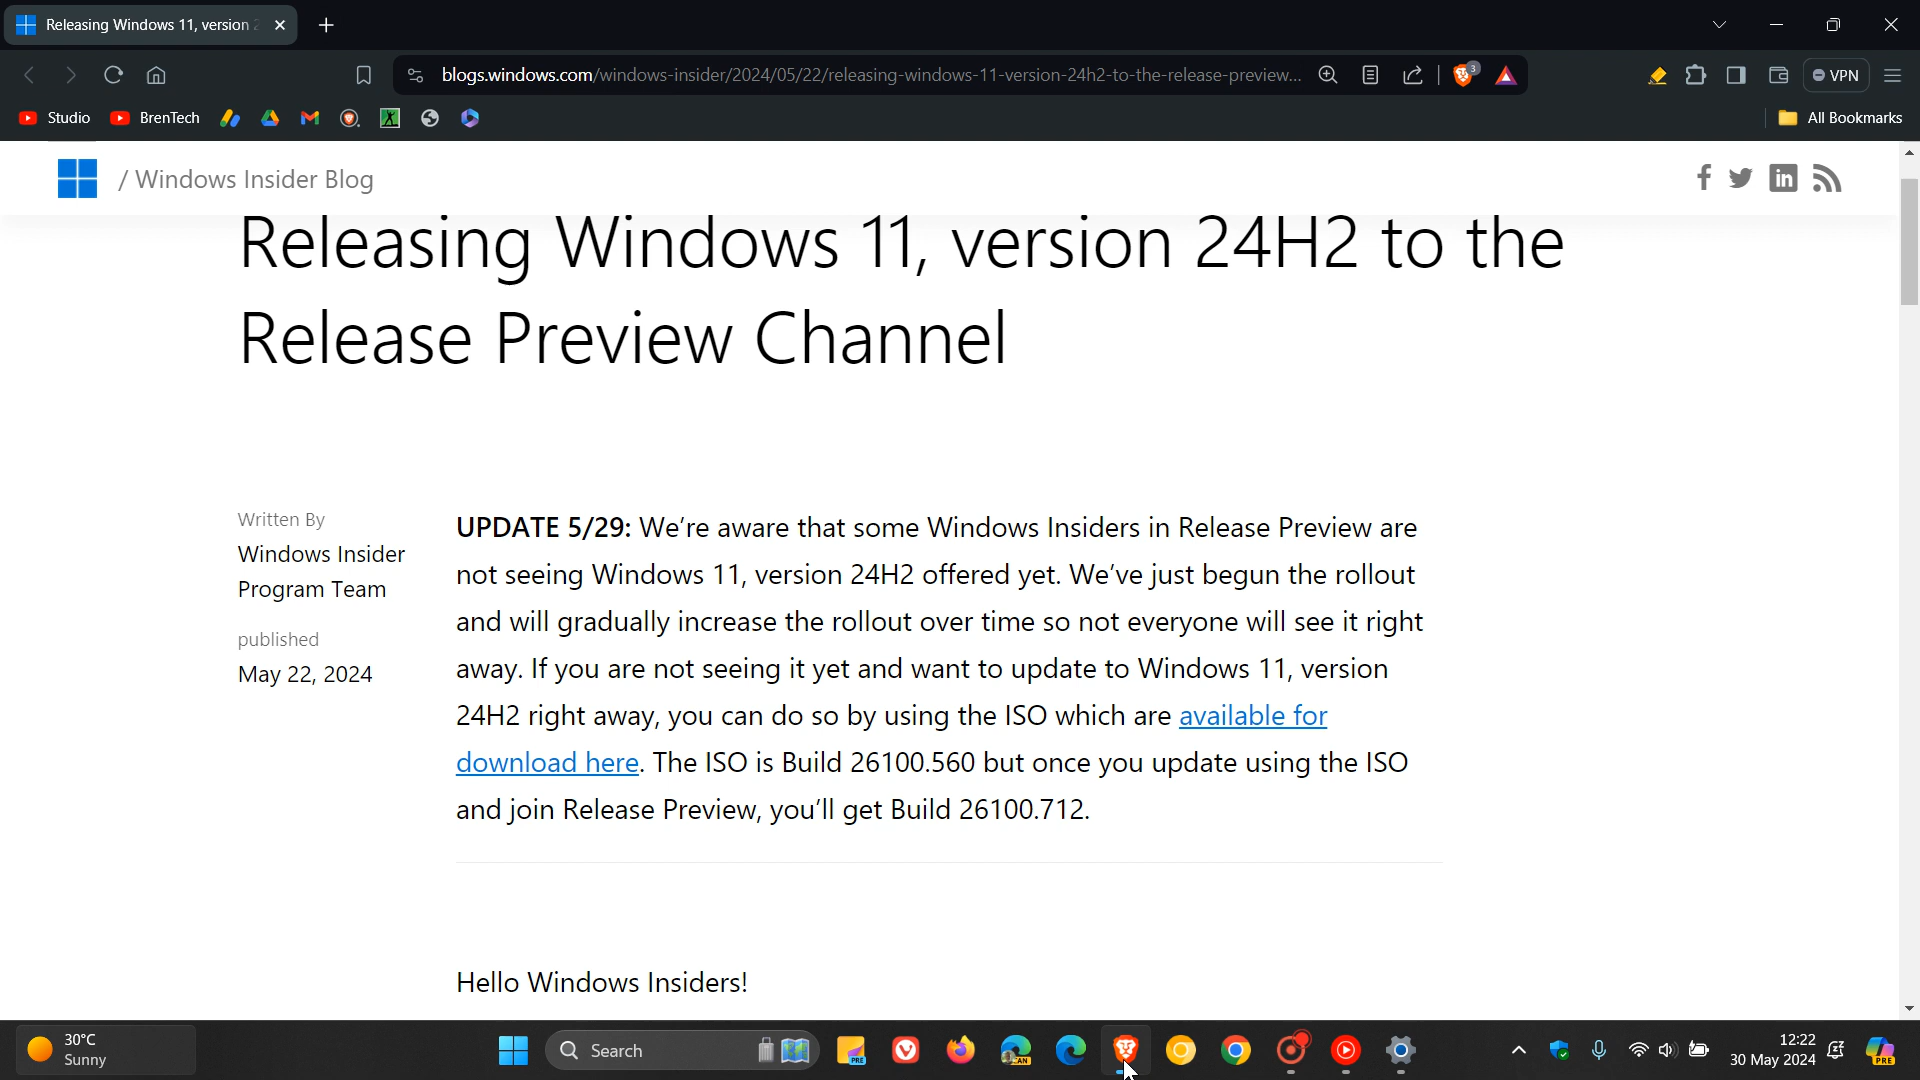 Releasing Windows 11, version 2
blogs.windows.com/windows-insider/2024/05/22/releasing-windows-11-version-24h2-to-the-release-preview...
3
VPN
Studio
BrenTech
All Bookmarks
/ Windows Insider Blog
Releasing Windows 11, version 24H2 to the
Release Preview Channel
Written By
Windows Insider
Program Team
published
May 22, 2024
UPDATE 5/29: We're aware that some Windows Insiders in Release Preview are
not seeing Windows 11, version 24H2 offered yet. We've just begun the rollout
and will gradually increase the rollout over time so not everyone will see it right
away. If you are not seeing it yet and want to update to Windows 11, version
24H2 right away, you can do so by using the ISO which are available for
download here. The ISO is Build 26100.560 but once you update using the ISO
and join Release Preview, you'll get Build 26100.712.
Hello Windows Insiders!
30°C
Sunny
Search
PRE
CAN
12:22
30 May 2024
PRE